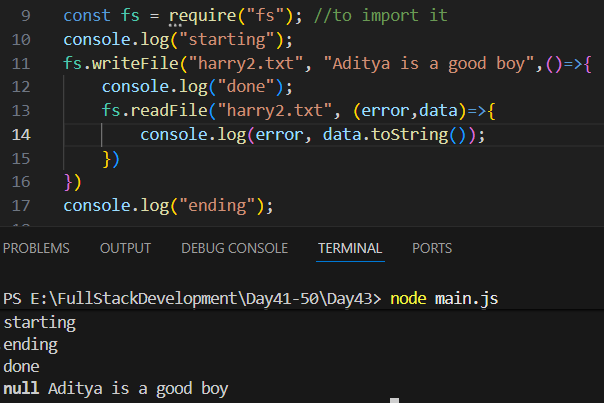 9 const fs = require("fs"); //to import it
10 console.log("starting");
11 fs.writeFile("harry2.txt", "Aditya is a good boy",()=>{
12 console.log("done");
13 fs.readFile("harry2.txt", (error,data)=>{
14 console.log(error, data.toString());
15 })
16 })
17 console.log("ending");
PROBLEMS OUTPUT DEBUG CONSOLE TERMINAL PORTS
PS E:\FullStackDevelopment\Day41-50\Day43> node main.js
starting
ending
done
null Aditya is a good boy